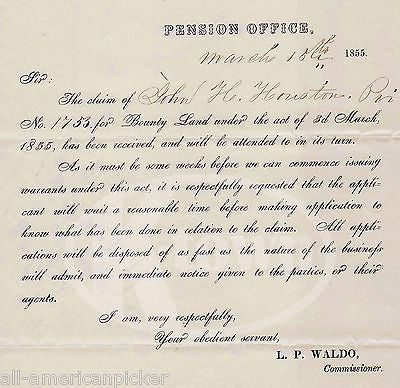 PENSION OFFICE,
March 18th 1855.
Sir:
The claim of John H. Houston, Pri
No. 1753 for Bounty Land under the act of 3d March,
1855, has been received, and will be attended to in its turn.
As it must be some weeks before we can commence issuing
warrants under this act, it is respectfully requested that the appli-
cant will wait a reasonable time before making application to
know what has been done in relation to the claim. All appli-
cations will be disposed of as fast as the nature of the business
will admit, and immediate notice given to the parties, or their
agents.
I am, very respectfully,
Your obedient servant,
L. P. WALDO,
Commissioner.
all-americanpicker